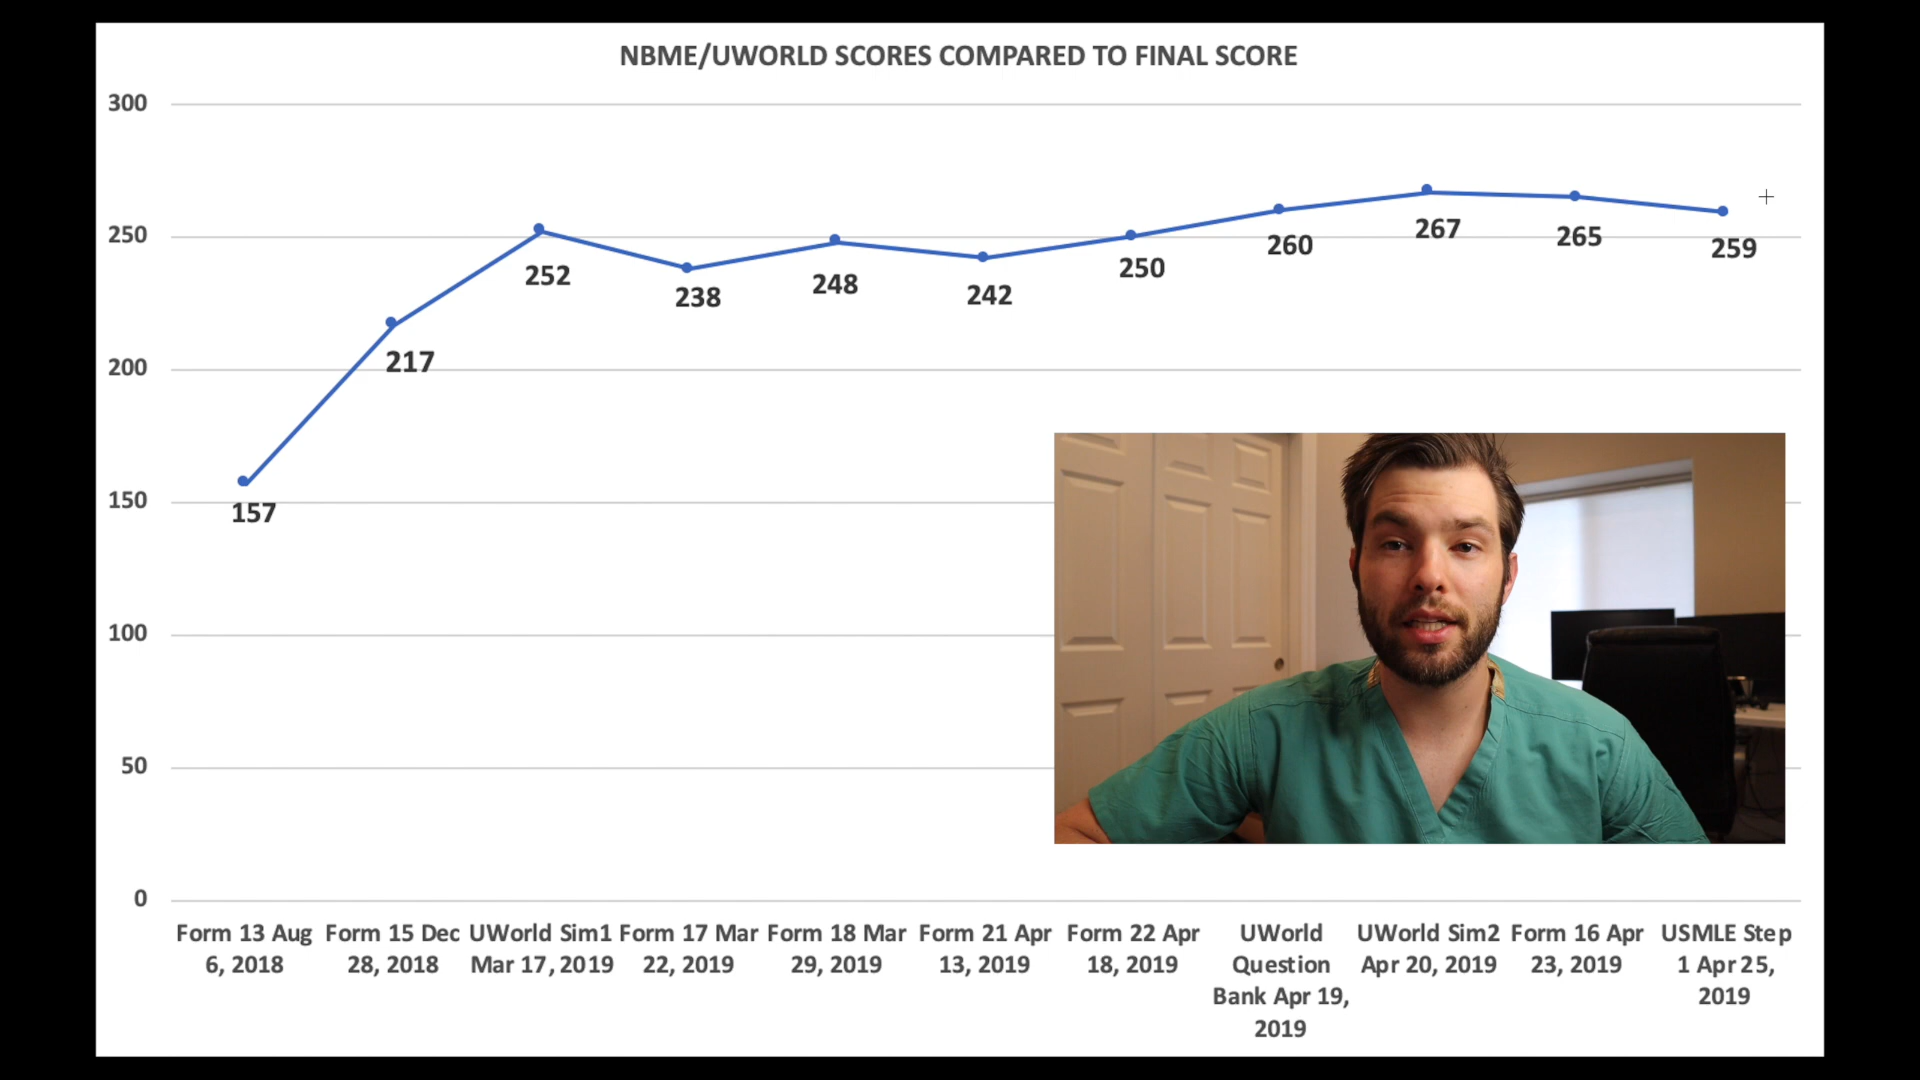 NBME/UWORLD SCORES COMPARED TO FINAL SCORE
300
250
200
150
100
50
0
157
217
252
238
248
242
250
260
267
265
259
Form 13 Aug
6, 2018
Form 15 Dec
28, 2018
UWorld Sim1
Mar 17, 2019
Form 17 Mar
22, 2019
Form 18 Mar
29, 2019
Form 21 Apr
13, 2019
Form 22 Apr
18, 2019
UWorld
Question
Bank Apr 19,
2019
UWorld Sim2
Apr 20, 2019
Form 16 Apr
23, 2019
USMLE Step
1 Apr 25,
2019